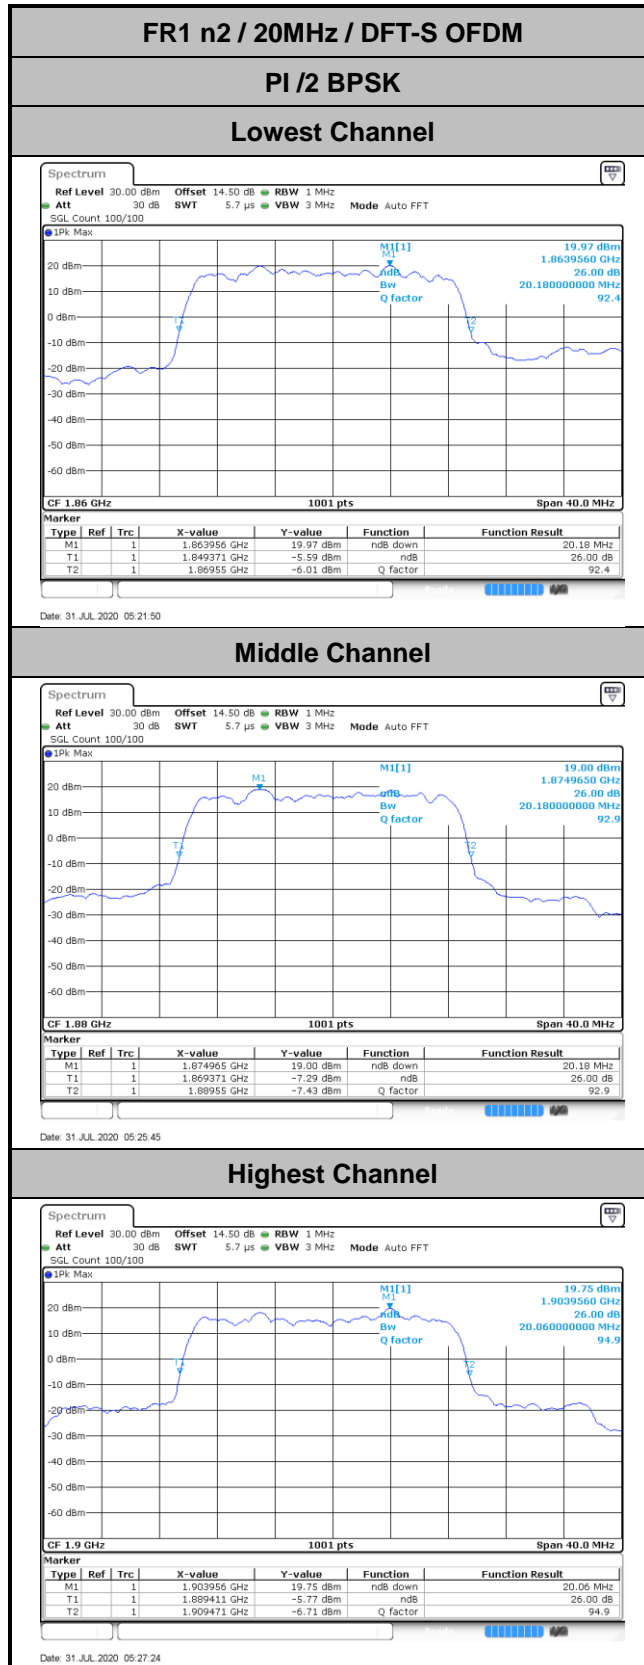 FR1 n2 / 20MHz / DFT-S OFDM
PI /2 BPSK
Lowest Channel
Spectrum
Ref Level 30.00 dBm Offset 14.50 dB RBW 1 MHz
Att 30 dB SWT 5.7 µs VBW 3 MHz Mode Auto FFT
SGL Count 100/100
1Pk Max
M1[1] 19.97 dBm
1.8639560 GHz
ndB 26.00 dB
Bw 20.180000000 MHz
Q factor 92.4
M1
T1
T2
20 dBm
10 dBm
0 dBm
-10 dBm
-20 dBm
-30 dBm
-40 dBm
-50 dBm
-60 dBm
CF 1.86 GHz 1001 pts Span 40.0 MHz
Marker
Type Ref Trc X-value Y-value Function Function Result
M1 1 1.863956 GHz 19.97 dBm ndB down 20.18 MHz
T1 1 1.849371 GHz -5.59 dBm ndB 26.00 dB
T2 1 1.86955 GHz -6.01 dBm Q factor 92.4
Date: 31.JUL.2020 05:21:50
Middle Channel
Spectrum
Ref Level 30.00 dBm Offset 14.50 dB RBW 1 MHz
Att 30 dB SWT 5.7 µs VBW 3 MHz Mode Auto FFT
SGL Count 100/100
1Pk Max
M1[1] 19.00 dBm
1.8749650 GHz
ndB 26.00 dB
Bw 20.180000000 MHz
Q factor 92.9
M1
T1
T2
20 dBm
10 dBm
0 dBm
-10 dBm
-20 dBm
-30 dBm
-40 dBm
-50 dBm
-60 dBm
CF 1.88 GHz 1001 pts Span 40.0 MHz
Marker
Type Ref Trc X-value Y-value Function Function Result
M1 1 1.874965 GHz 19.00 dBm ndB down 20.18 MHz
T1 1 1.869371 GHz -7.29 dBm ndB 26.00 dB
T2 1 1.88955 GHz -7.43 dBm Q factor 92.9
Date: 31.JUL.2020 05:25:45
Highest Channel
Spectrum
Ref Level 30.00 dBm Offset 14.50 dB RBW 1 MHz
Att 30 dB SWT 5.7 µs VBW 3 MHz Mode Auto FFT
SGL Count 100/100
1Pk Max
M1[1] 19.75 dBm
1.9039560 GHz
ndB 26.00 dB
Bw 20.060000000 MHz
Q factor 94.9
M1
T1
T2
20 dBm
10 dBm
0 dBm
-10 dBm
-20 dBm
-30 dBm
-40 dBm
-50 dBm
-60 dBm
CF 1.9 GHz 1001 pts Span 40.0 MHz
Marker
Type Ref Trc X-value Y-value Function Function Result
M1 1 1.903956 GHz 19.75 dBm ndB down 20.06 MHz
T1 1 1.889411 GHz -5.77 dBm ndB 26.00 dB
T2 1 1.909471 GHz -6.71 dBm Q factor 94.9
Date: 31.JUL.2020 05:27:24